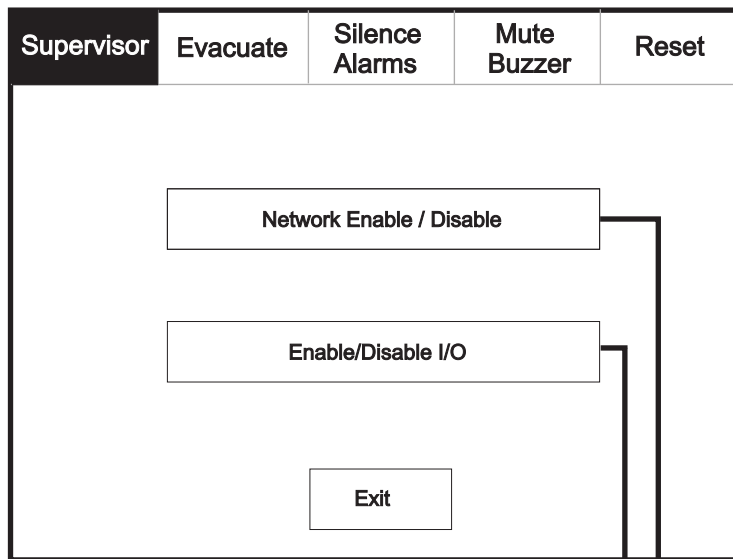 Supervisor
Evacuate
Silence
Alarms
Mute
Buzzer
Reset
Network Enable / Disable
Enable/Disable I/O
Exit